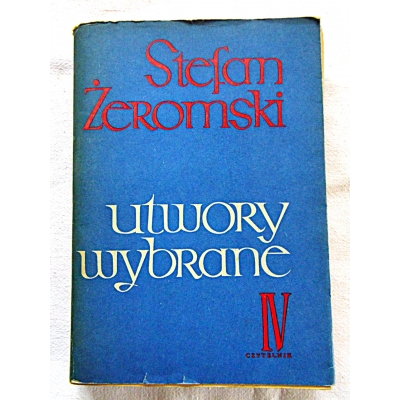 Stefan
Żeromski
utwory
wybrane
IV
CZYTELNIK